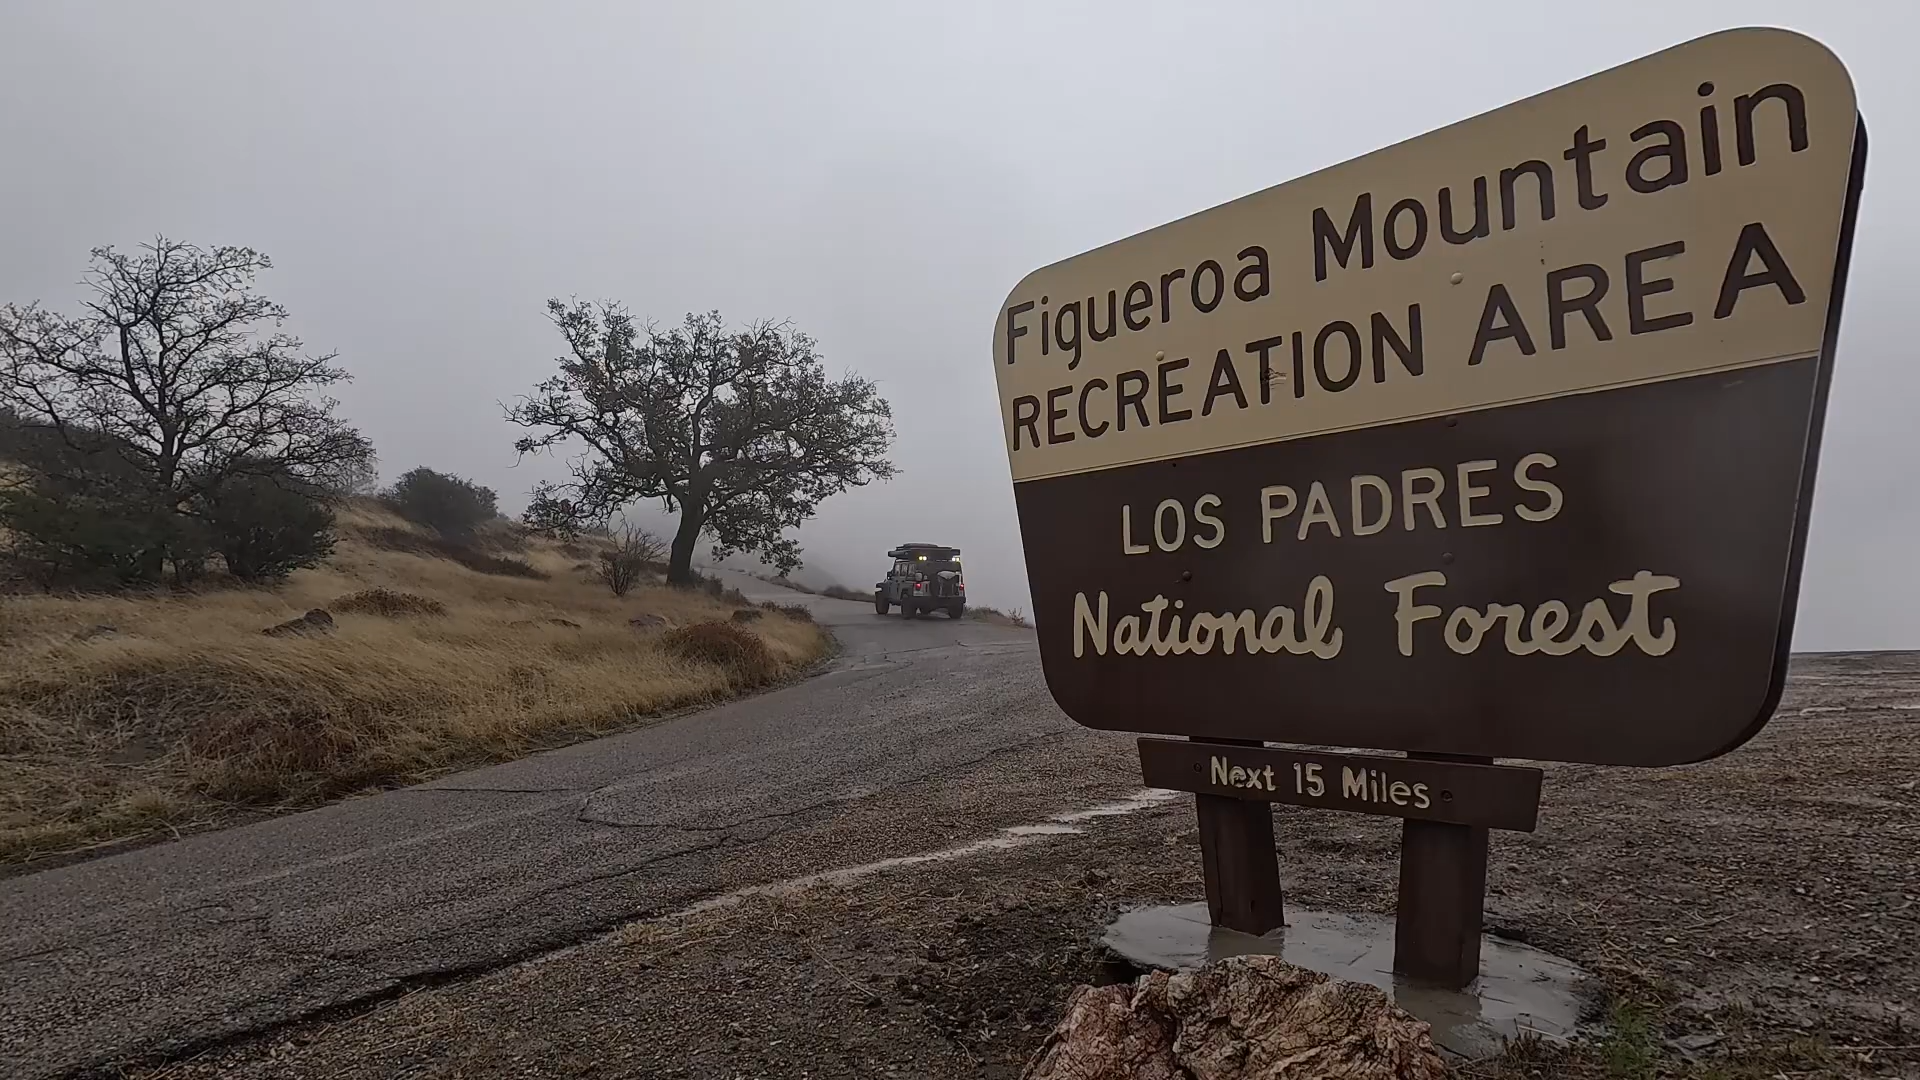 Figueroa Mountain
RECREATION AREA
LOS PADRES
National Forest
Next 15 Miles